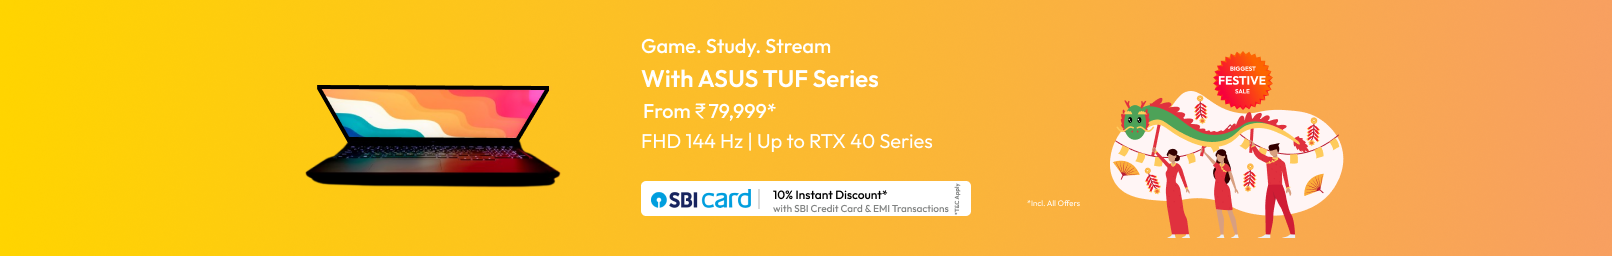 Game. Study. Stream
With ASUS TUF Series
From ₹79,999*
FHD 144 Hz | Up to RTX 40 Series
SBI card
10% Instant Discount*
with SBI Credit Card & EMI Transactions
*T&C Apply
*Incl. All Offers
BIGGEST
FESTIVE
SALE